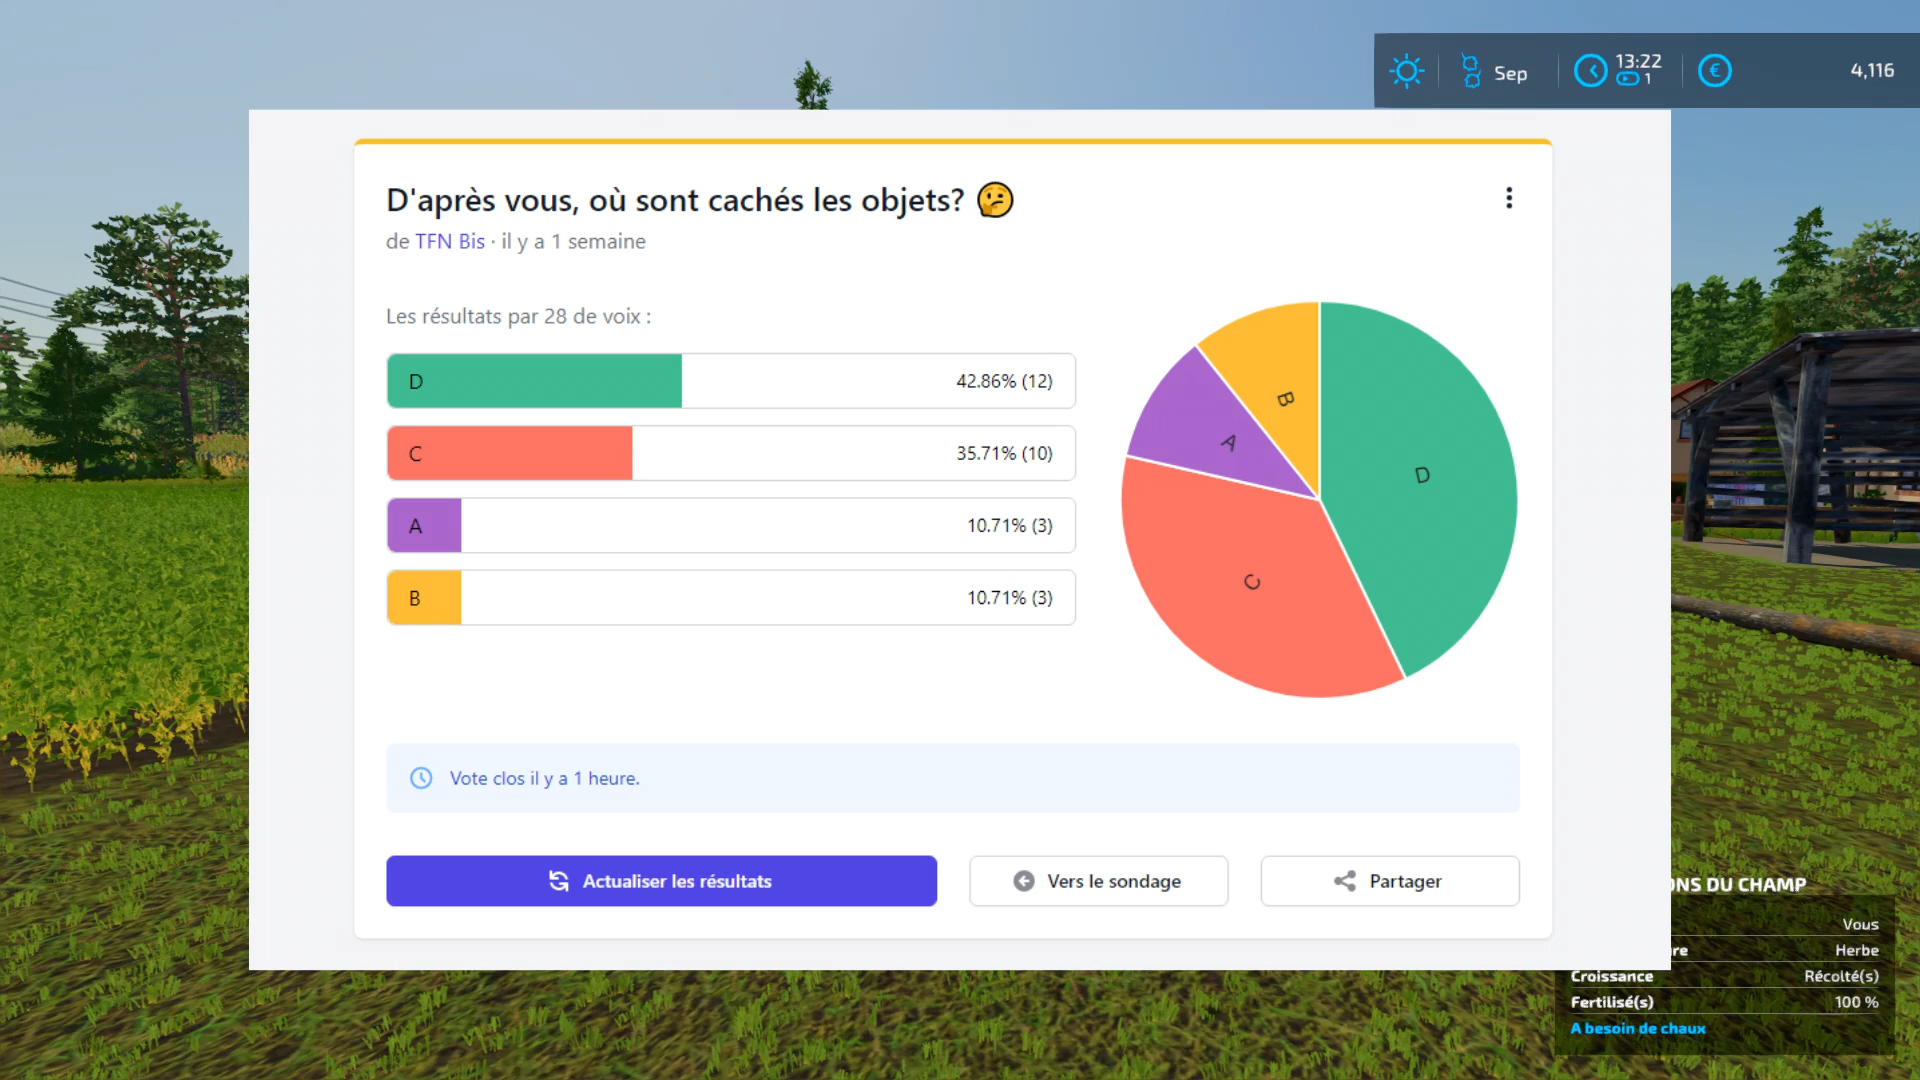 Sep
13:22
1
€
4,116
D'après vous, où sont cachés les objets? 🤔
de TFN Bis · il y a 1 semaine
Les résultats par 28 de voix :
D 42.86% (12)
C 35.71% (10)
A 10.71% (3)
B 10.71% (3)
B
A
D
C
Vote clos il y a 1 heure.
Actualiser les résultats
Vers le sondage
Partager
ONS DU CHAMP
Vous
re Herbe
Croissance Récolté(s)
Fertilisé(s) 100 %
A besoin de chaux